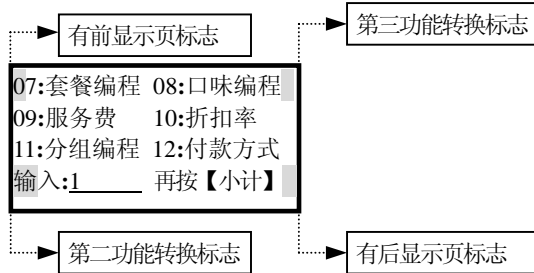 有前显示页标志
第三功能转换标志
07:套餐编程 08:口味编程
09:服务费 10:折扣率
11:分组编程 12:付款方式
输入:1 再按【小计】
第二功能转换标志
有后显示页标志